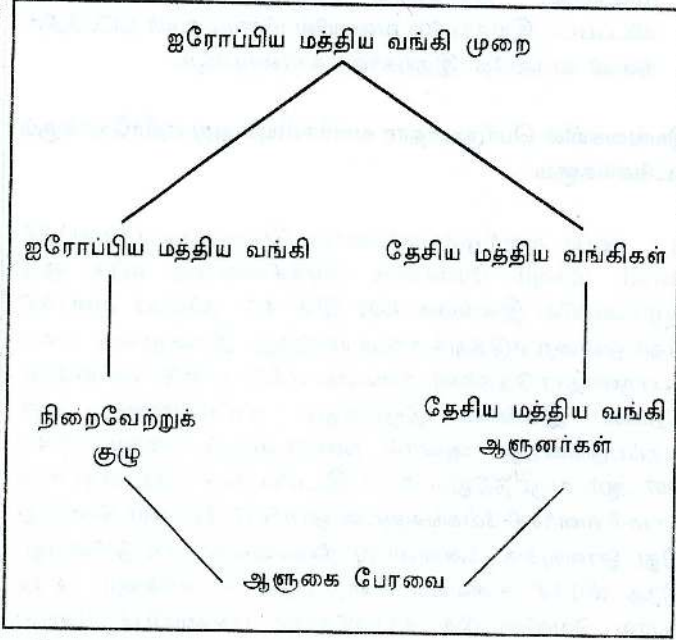 ஐரோப்பிய மத்திய வங்கி முறை
ஐரோப்பிய மத்திய வங்கி
தேசிய மத்திய வங்கிகள்
நிறைவேற்றுக்
குழு
தேசிய மத்திய வங்கி
ஆளுனர்கள்
ஆளுகை பேரவை